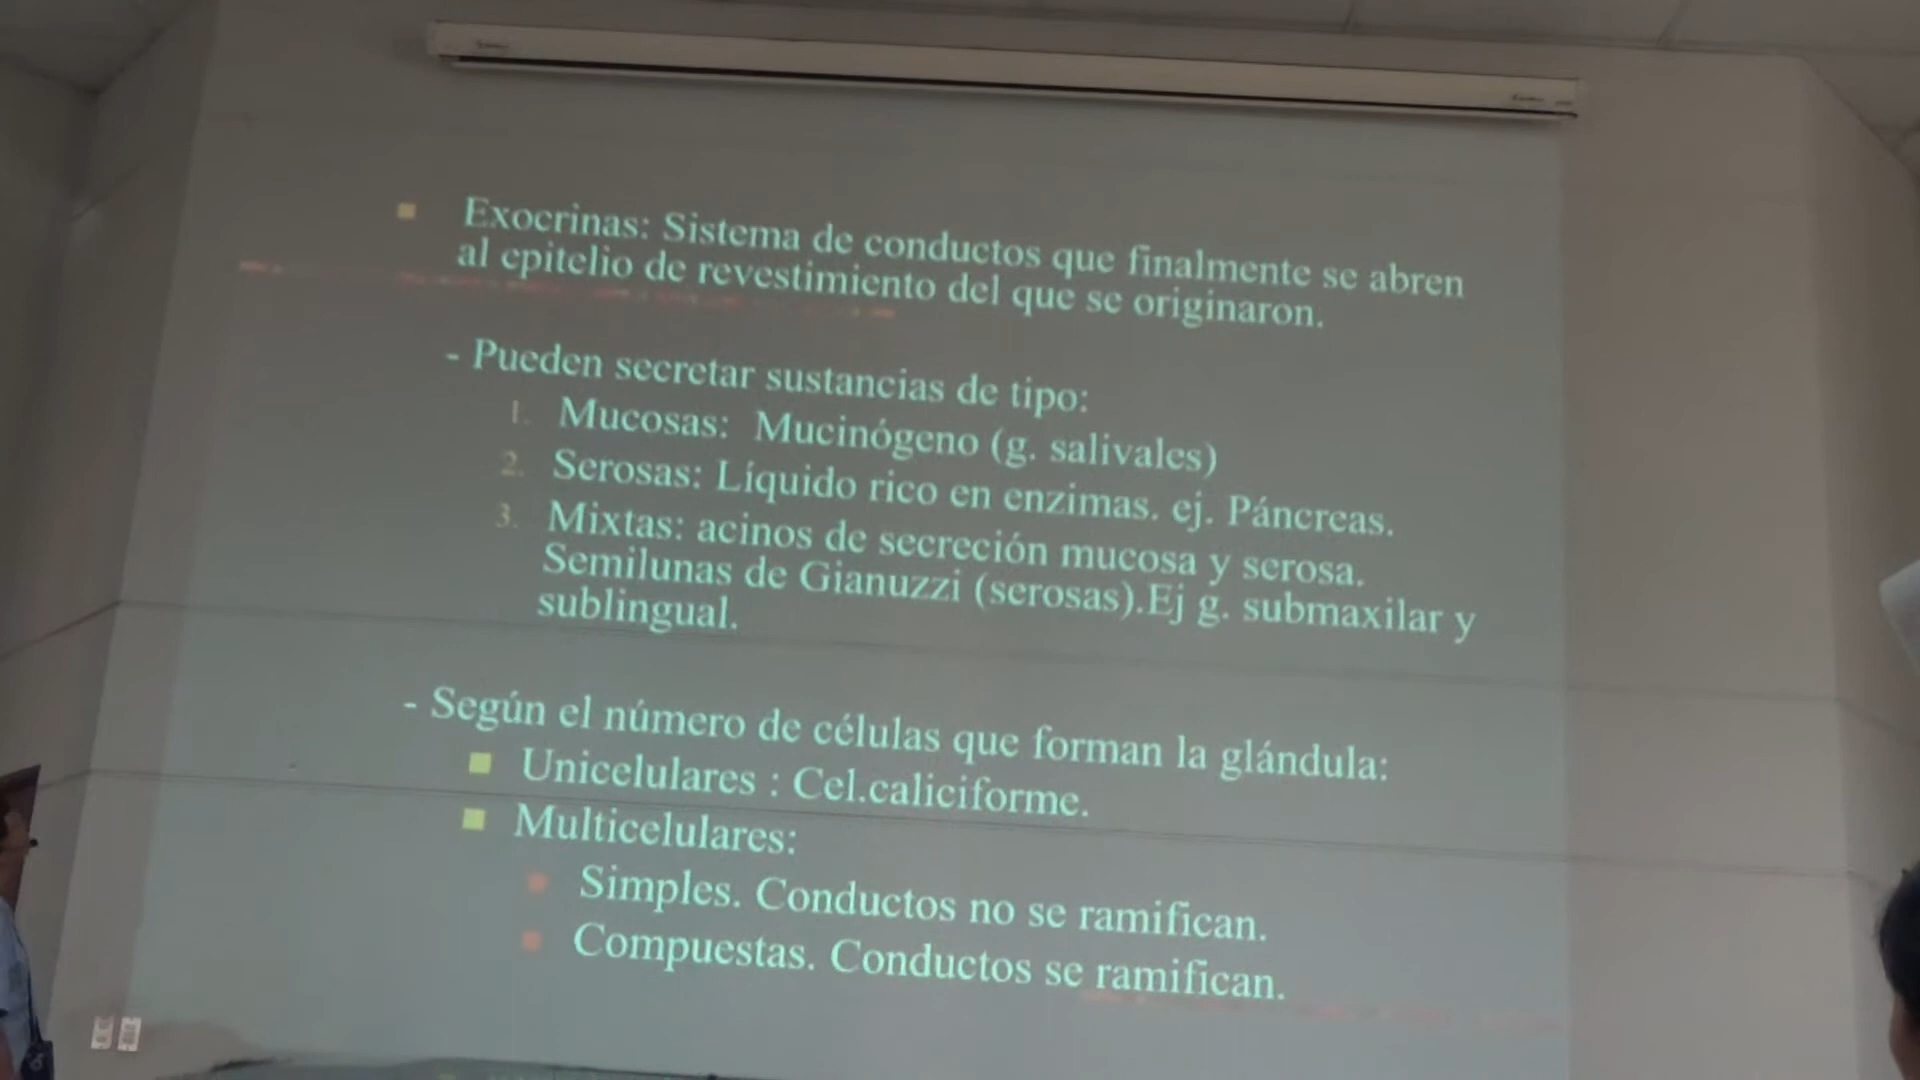 Exocrinas: Sistema de conductos que finalmente se abren
al epitelio de revestimiento del que se originaron.
- Pueden secretar sustancias de tipo:
1. Mucosas: Mucinógeno (g. salivales)
2. Serosas: Líquido rico en enzimas. ej. Páncreas.
3. Mixtas: acinos de secreción mucosa y serosa.
Semilunas de Gianuzzi (serosas).Ej g. submaxilar y
sublingual.
- Según el número de células que forman la glándula:
Unicelulares : Cel.caliciforme.
Multicelulares:
Simples. Conductos no se ramifican.
Compuestas. Conductos se ramifican.